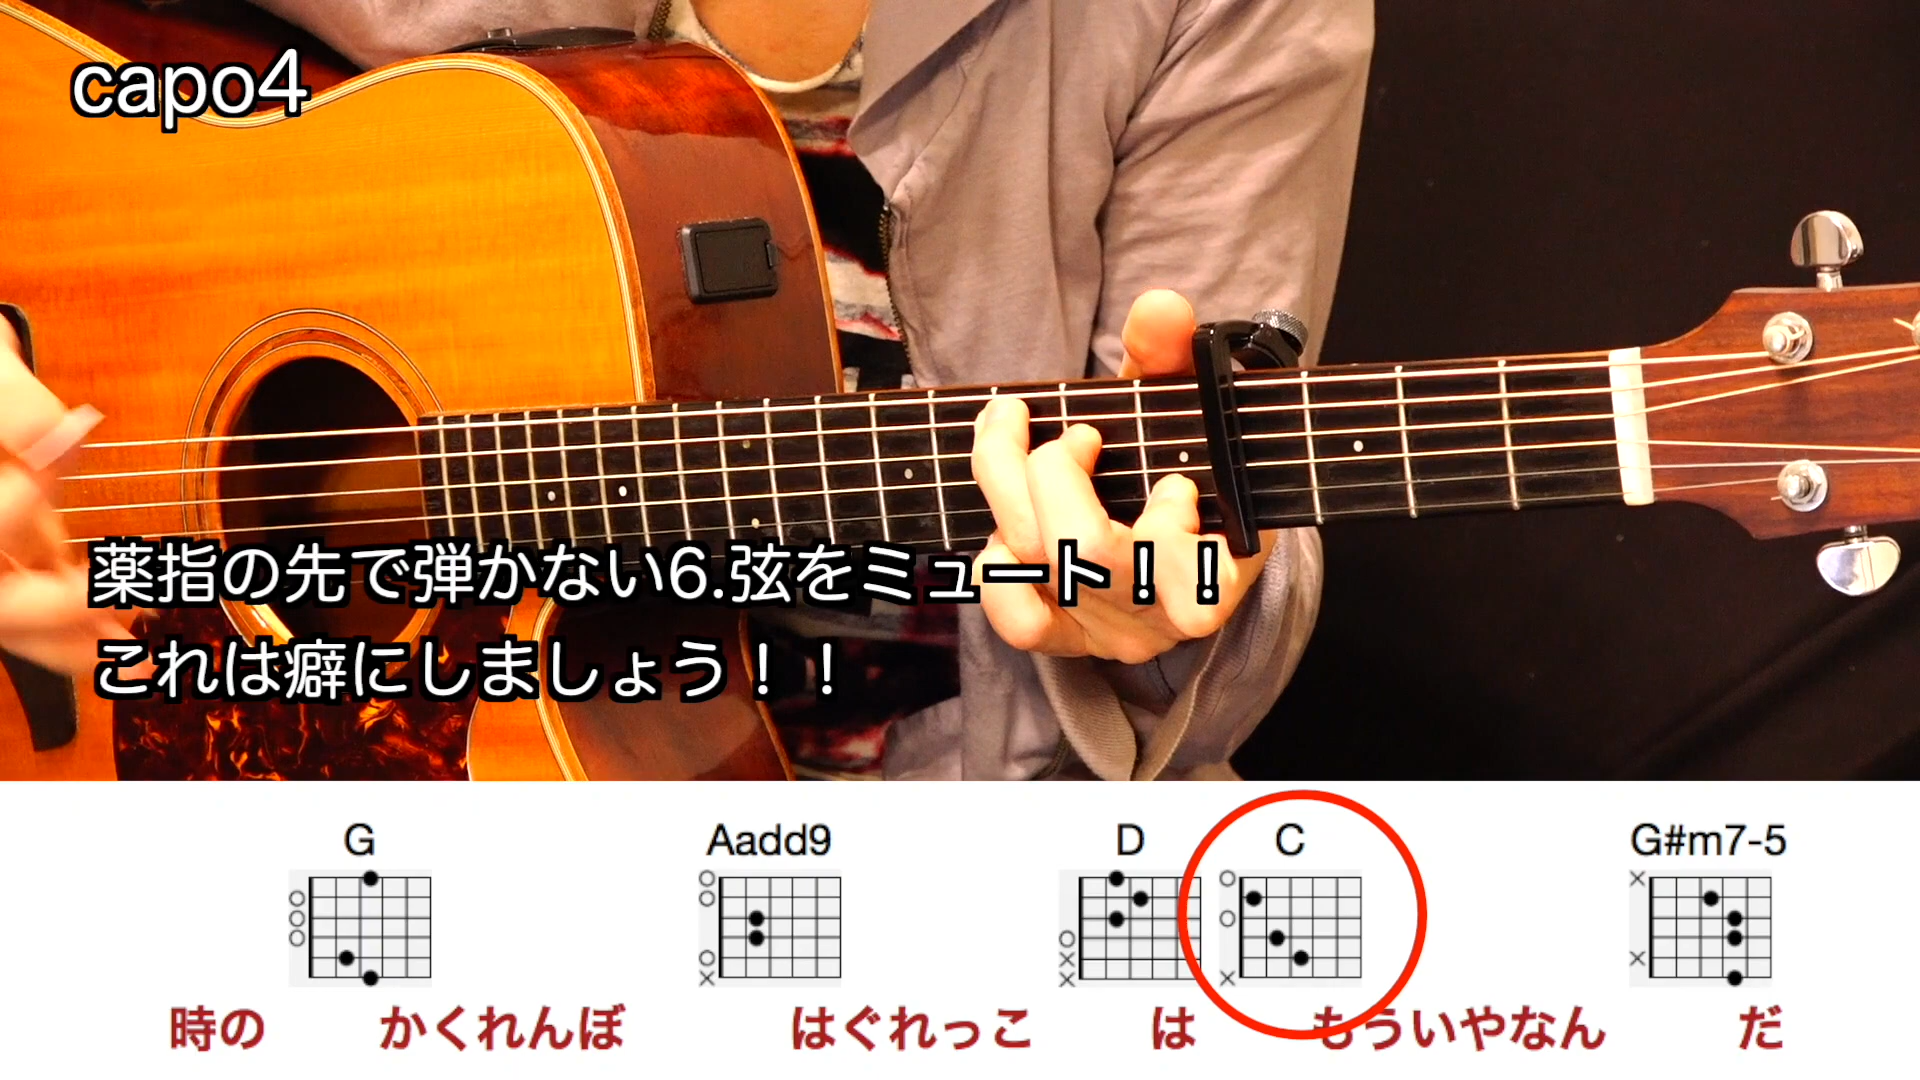 capo4
薬指の先で弾かない6.弦をミュート！！
これは癖にしましょう！！
G Aadd9 D C G#m7-5
時の かくれんぼ はぐれっこ は もういやなん だ